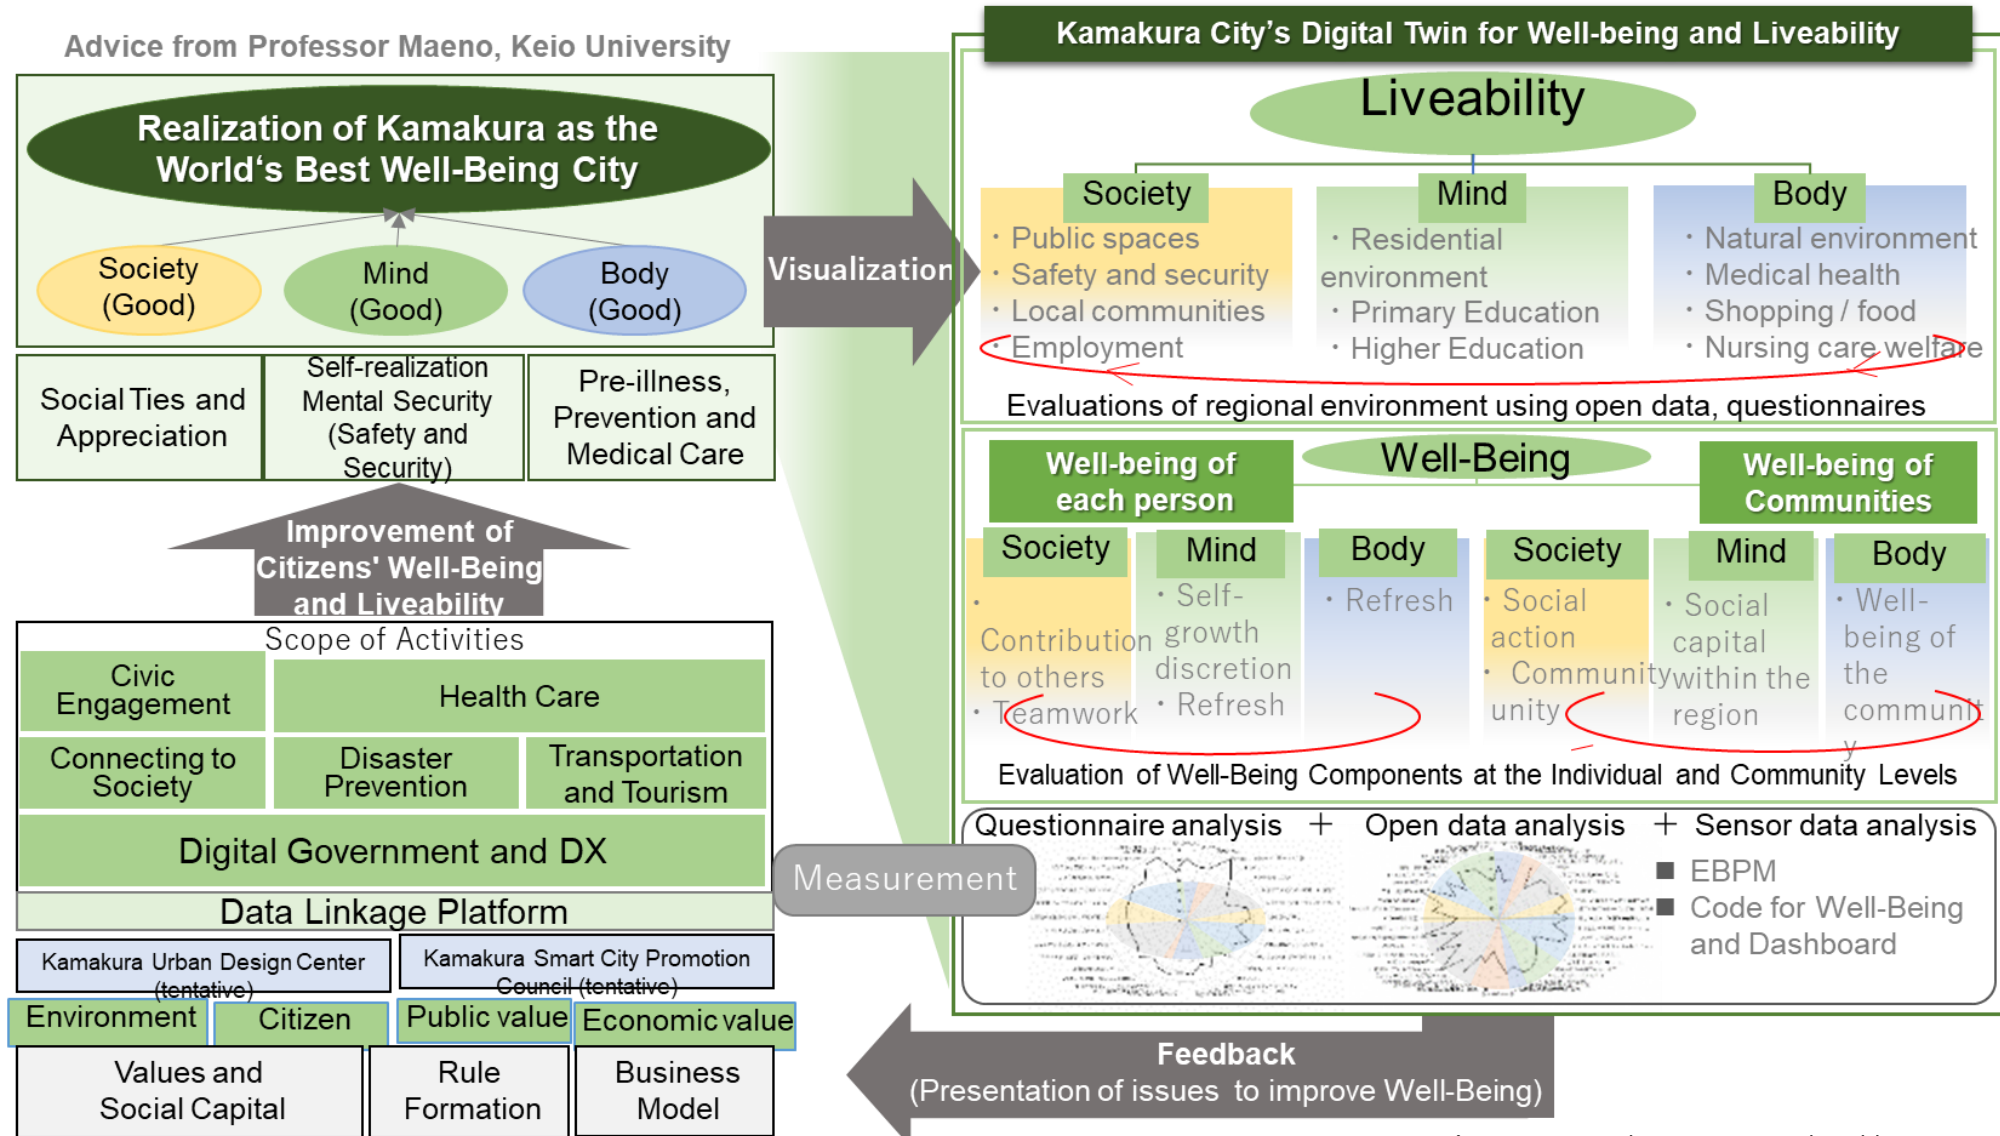 Advice from Professor Maeno, Keio University
Realization of Kamakura as the
World‘s Best Well-Being City
Society
(Good)
Mind
(Good)
Body
(Good)
Social Ties and
Appreciation
Self-realization
Mental Security
(Safety and
Security)
Pre-illness,
Prevention and
Medical Care
Improvement of
Citizens' Well-Being
and Liveability
Scope of Activities
Civic
Engagement
Health Care
Connecting to
Society
Disaster
Prevention
Transportation
and Tourism
Digital Government and DX
Data Linkage Platform
Kamakura Urban Design Center
(tentative)
Kamakura Smart City Promotion
Council (tentative)
Environment
Citizen
Public value
Economic value
Values and
Social Capital
Rule
Formation
Business
Model
Visualization
Measurement
Kamakura City’s Digital Twin for Well-being and Liveability
Liveability
Society
・Public spaces
・Safety and security
・Local communities
・Employment
Mind
・Residential
environment
・Primary Education
・Higher Education
Body
・Natural environment
・Medical health
・Shopping / food
・Nursing care welfare
Evaluations of regional environment using open data, questionnaires
Well-being of
each person
Well-Being
Well-being of
Communities
Society
・
Contribution
to others
・Teamwork
Mind
・Self-
growth
discretion
・Refresh
Body
・Refresh
Society
・Social
action
・Community
unity
Mind
・Social
capital
within the
region
Body
・Well-
being of
the
communit
y
Evaluation of Well-Being Components at the Individual and Community Levels
Questionnaire analysis + Open data analysis + Sensor data analysis
■ EBPM
■ Code for Well-Being
and Dashboard
Feedback
(Presentation of issues to improve Well-Being)